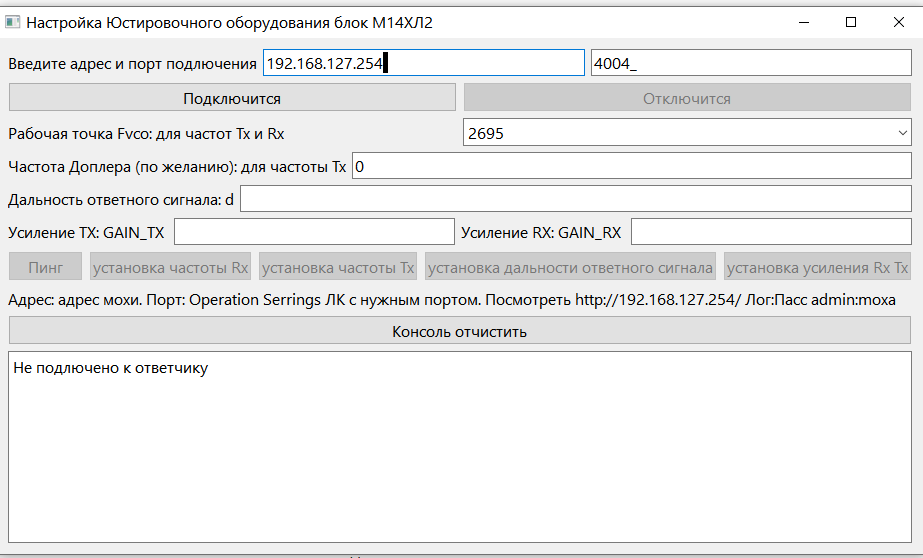 Настройка Юстировочного оборудования блок М14ХЛ2
Введите адрес и порт подлючения 192.168.127.254 4004_
Подключится Отключится
Рабочая точка Fvco: для частот Tx и Rx 2695
Частота Доплера (по желанию): для частоты Tx 0
Дальность ответного сигнала: d
Усиление TX: GAIN_TX Усиление RX: GAIN_RX
Пинг установка частоты Rx установка частоты Tx установка дальности ответного сигнала установка усиления Rx Tx
Адрес: адрес мохи. Порт: Operation Serrings ЛК с нужным портом. Посмотреть http://192.168.127.254/ Лог:Пасс admin:moxa
Консоль отчистить
Не подлючено к ответчику